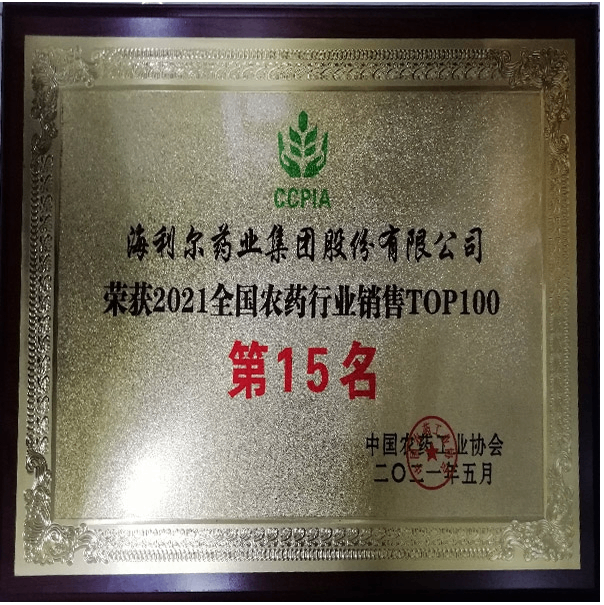 CCPIA
海利尔药业集团股份有限公司
荣获2021全国农药行业销售TOP100
第15名
中国农药工业协会
二〇二一年五月